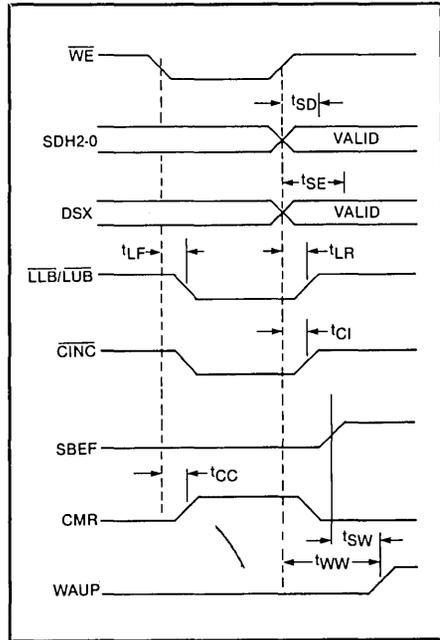 WE
tSD
SDH2-0
VALID
tSE
DSX
VALID
tLF
tLR
LLB/LUB
tCI
CINC
SBEF
tCC
CMR
tSW
tWW
WAUP